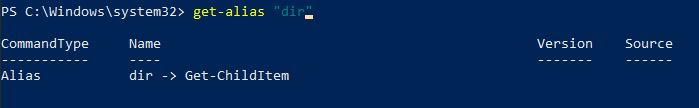 PS C:\Windows\system32> get-alias "dir"
CommandType Name Version Source
----------- ---- ------- ------
Alias dir -> Get-ChildItem